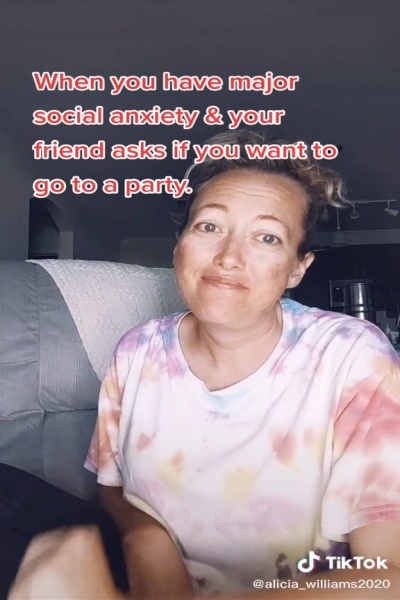 When you have major
social anxiety & your
friend asks if you want to
go to a party.
TikTok
@alicia_williams2020